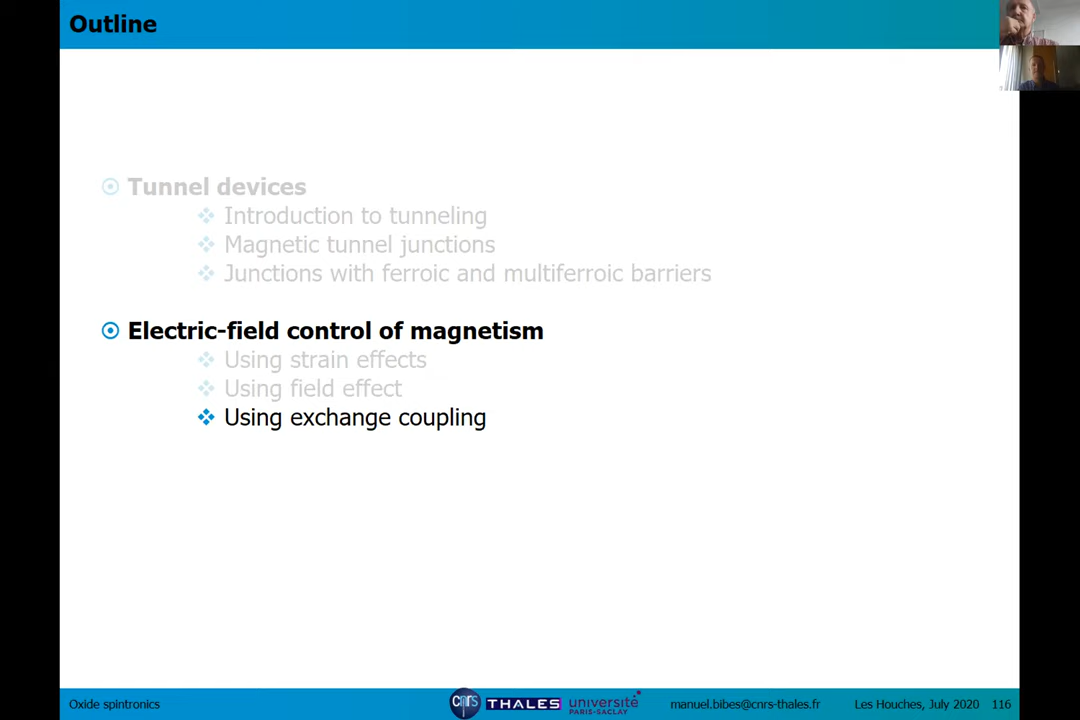 Outline
Tunnel devices
Introduction to tunneling
Magnetic tunnel junctions
Junctions with ferroic and multiferroic barriers
Electric-field control of magnetism
Using strain effects
Using field effect
Using exchange coupling
Oxide spintronics
cnrs
THALES
université
PARIS-SACLAY
manuel.bibes@cnrs-thales.fr
Les Houches, July 2020
116